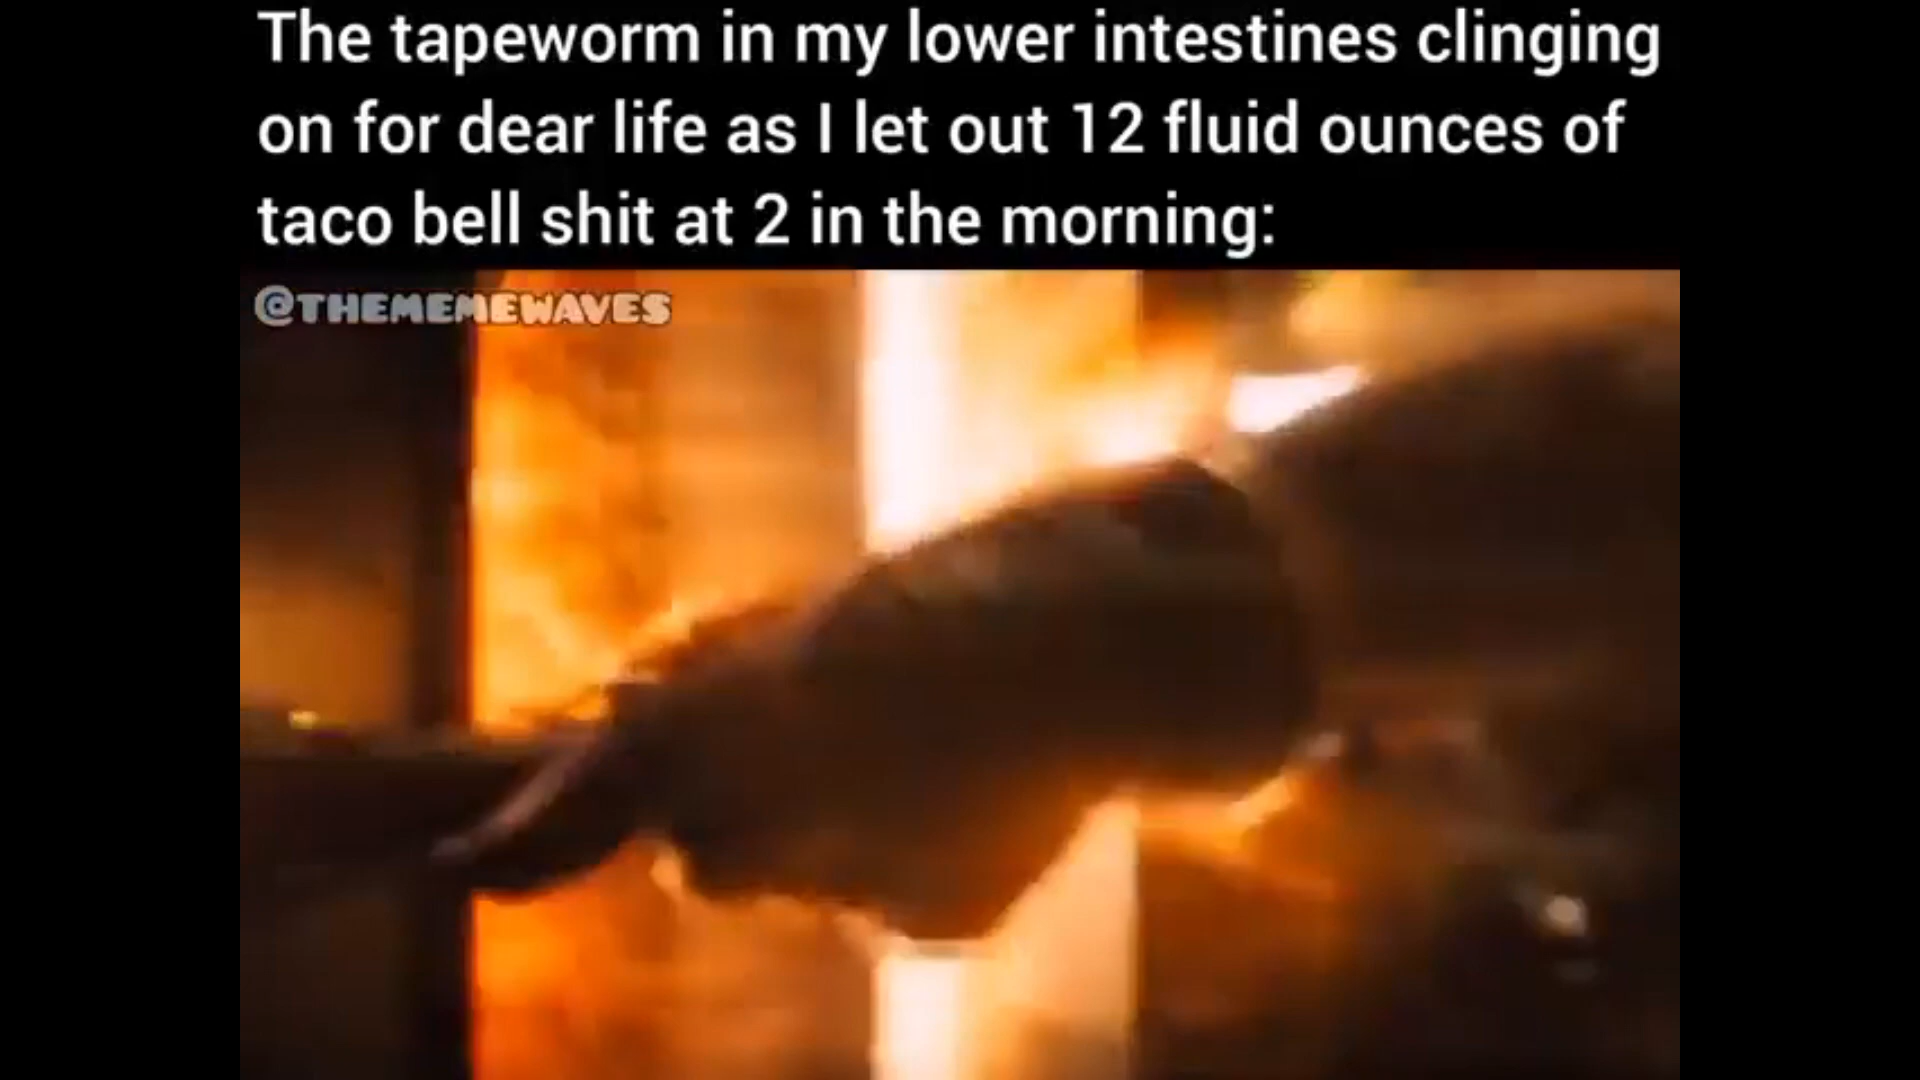 The tapeworm in my lower intestines clinging
on for dear life as I let out 12 fluid ounces of
taco bell shit at 2 in the morning:
@THEMEMEWAVES